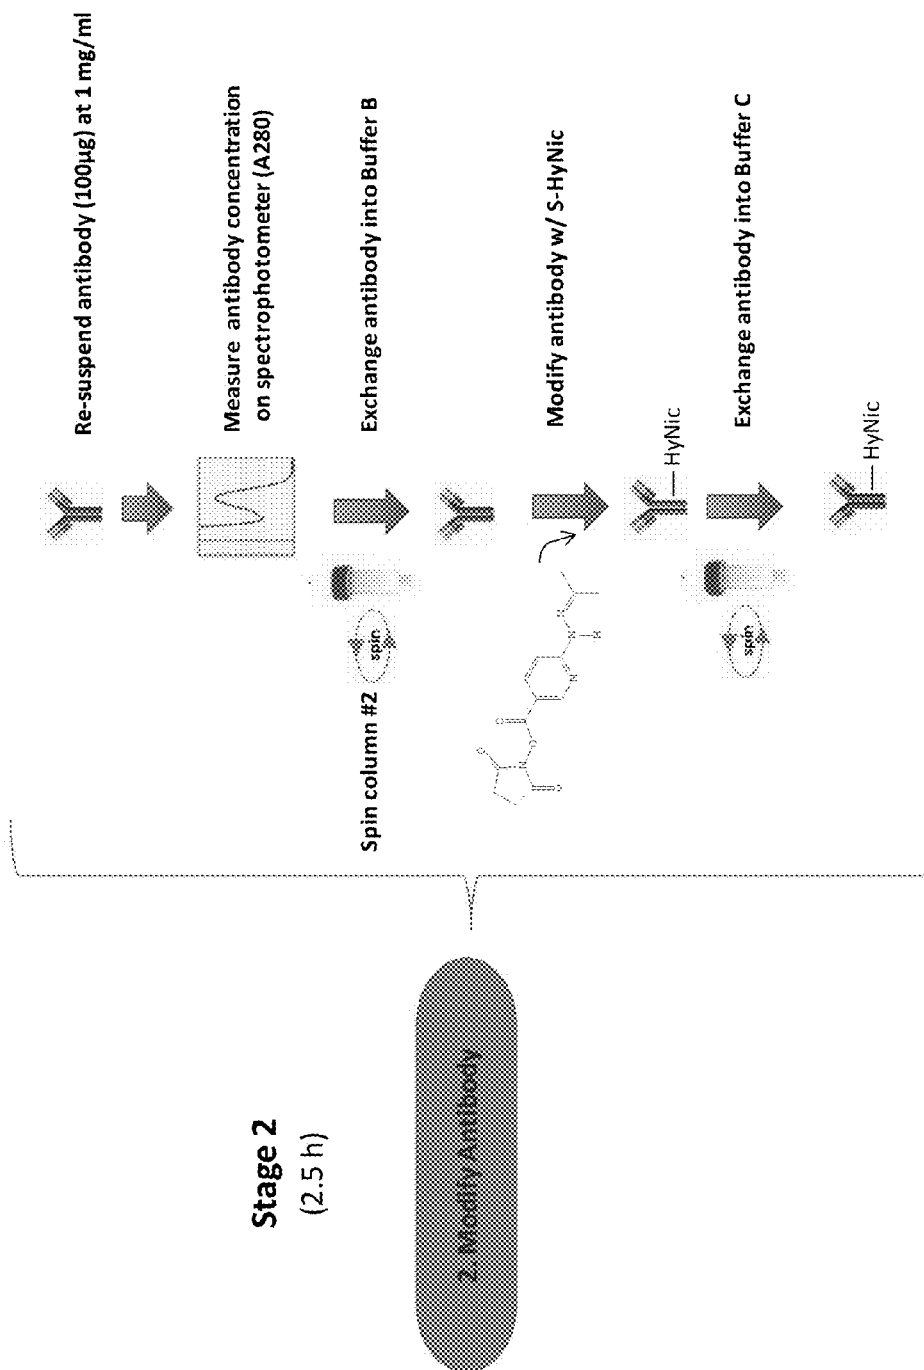 Stage 2
(2.5 h)
2. Modify Antibody
Re-suspend antibody (100µg) at 1 mg/ml
Measure antibody concentration
on spectrophotometer (A280)
Spin column #2
spin
Exchange antibody into Buffer B
Modify antibody w/ S-HyNic
O
O
N
O
O
N
N
H
N
HyNic
spin
Exchange antibody into Buffer C
HyNic